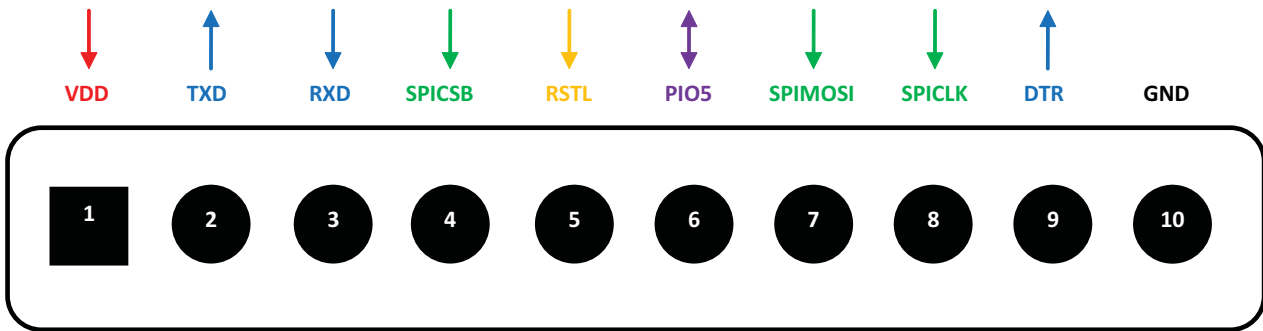 VDD TXD RXD SPICSB RSTL PIO5 SPIMOSI SPICLK DTR GND
1 2 3 4 5 6 7 8 9 10